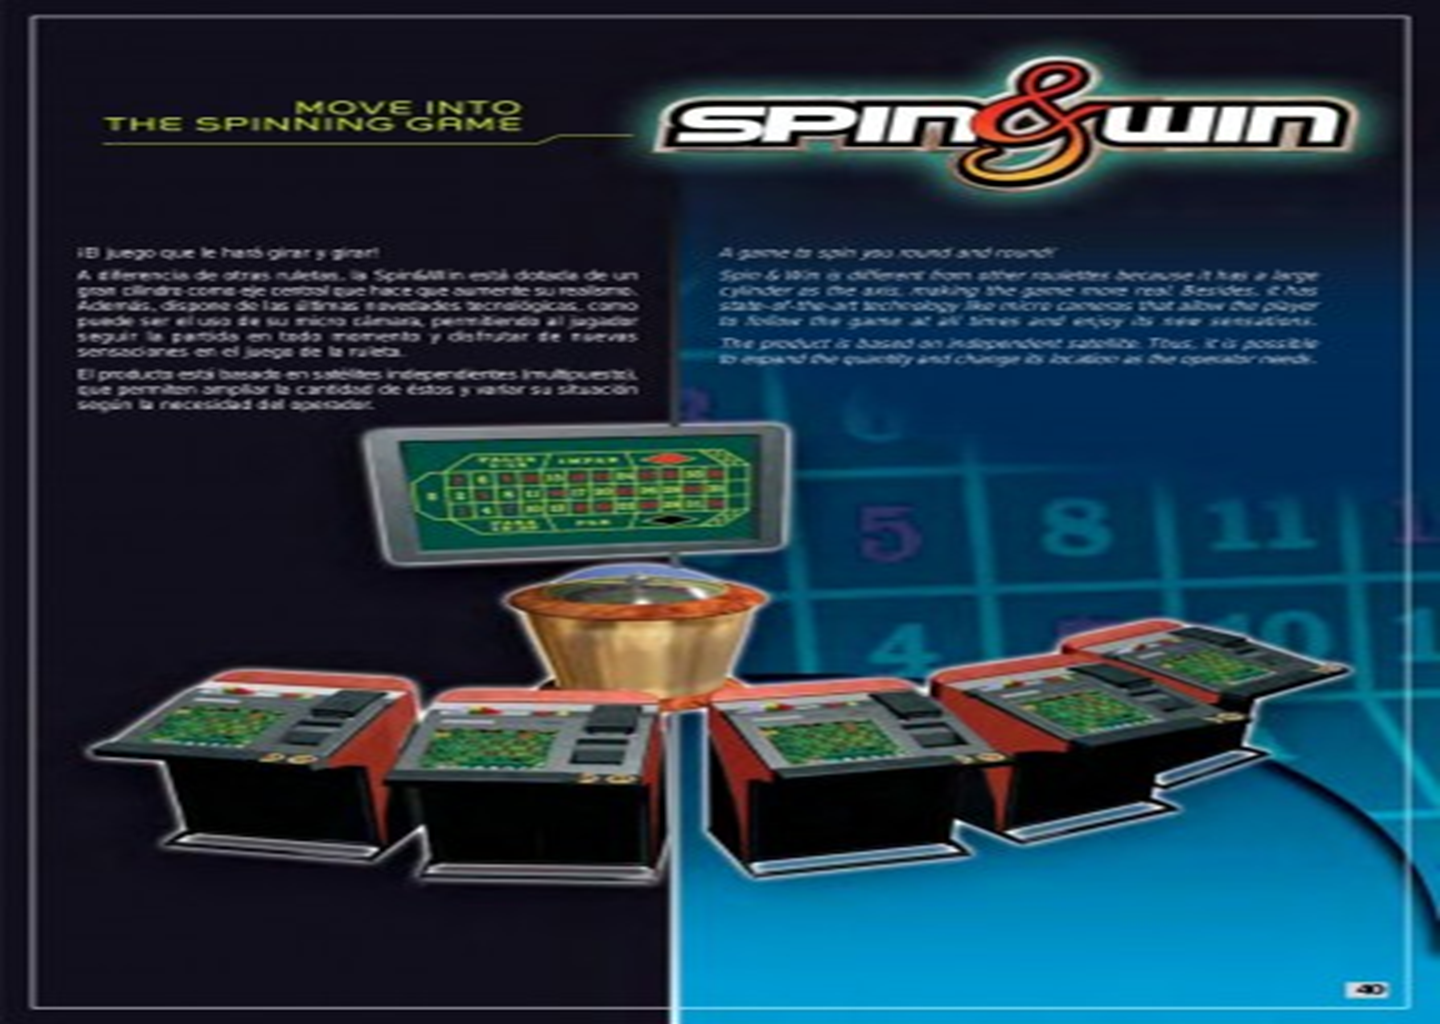 MOVE INTO
THE SPINNING GAME
SPIN&WIN
¡El juego que le hará girar y girar!
A diferencia de otras ruletas, la Spin&Win está dotada de un
gran cilindro como eje central que hace que aumente su realismo.
Además, dispone de las últimas novedades tecnológicas, como
puede ser el uso de su micro cámara, permitiendo al jugador
seguir la partida en todo momento y disfrutar de nuevas
sensaciones en el juego de la ruleta.
El producto está basado en satélites independientes (multipuesto),
que permiten ampliar la cantidad de éstos y variar su situación
según la necesidad del operador.
A game to spin you round and round!
Spin & Win is different from other roulettes because it has a large
cylinder as the axis, making the game more real. Besides, it has
state-of-the-art technology like micro cameras that allow the player
to follow the game at all times and enjoy its new sensations.
The product is based on independent satellite. Thus, it is possible
to expand the quantity and change its location as the operator needs.
6
5 8 11
4 10
40